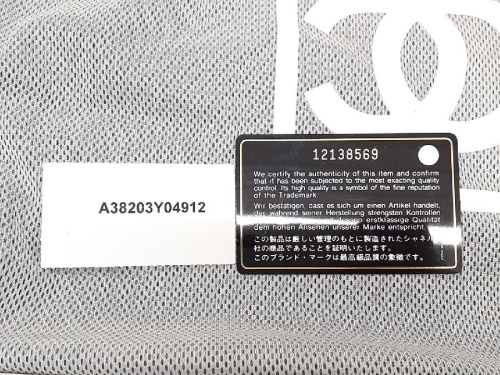 12138569
We certify the authenticity of this item and confirm
that it has been subjected to the most exacting quality
control. Its high quality is a symbol of the fine reputation
of the Trademark
Wir bestätigen, dass es sich um einen Artikel handelt,
der während seiner Herstellung strengsten Kontrollen
erstklassige Qualität
dem hohen Ansehen unserer Marke entspricht.
この製品は厳しい管理のもとに製造されたシャネル
社の商品であることを証明いたします。
このブランド・マークは最高級品の象徴です。
A38203Y04912